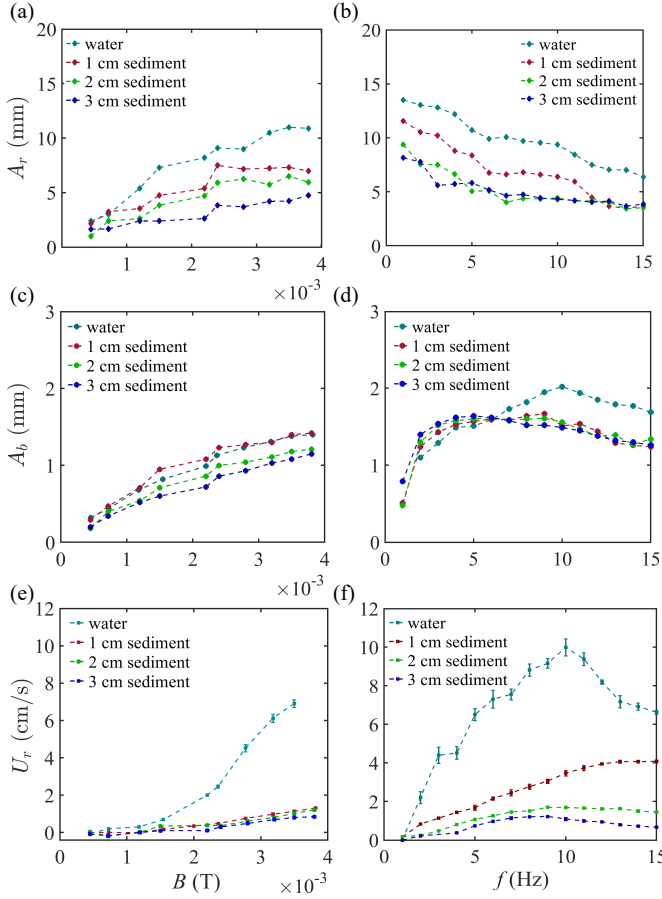 (a)
(b)
20
15
10
5
0
A_r (mm)
water
1 cm sediment
2 cm sediment
3 cm sediment
1
2
3
4
×10⁻³
20
15
10
5
0
water
1 cm sediment
2 cm sediment
3 cm sediment
0
5
10
15
(c)
(d)
3
2
1
0
A_b (mm)
water
1 cm sediment
2 cm sediment
3 cm sediment
0
1
2
3
4
×10⁻³
3
2
1
0
water
1 cm sediment
2 cm sediment
3 cm sediment
0
5
10
15
(e)
(f)
12
10
8
6
4
2
0
U_r (cm/s)
water
1 cm sediment
2 cm sediment
3 cm sediment
0
1
2
3
4
B (T)
×10⁻³
12
10
8
6
4
2
0
water
1 cm sediment
2 cm sediment
3 cm sediment
0
5
10
15
f (Hz)